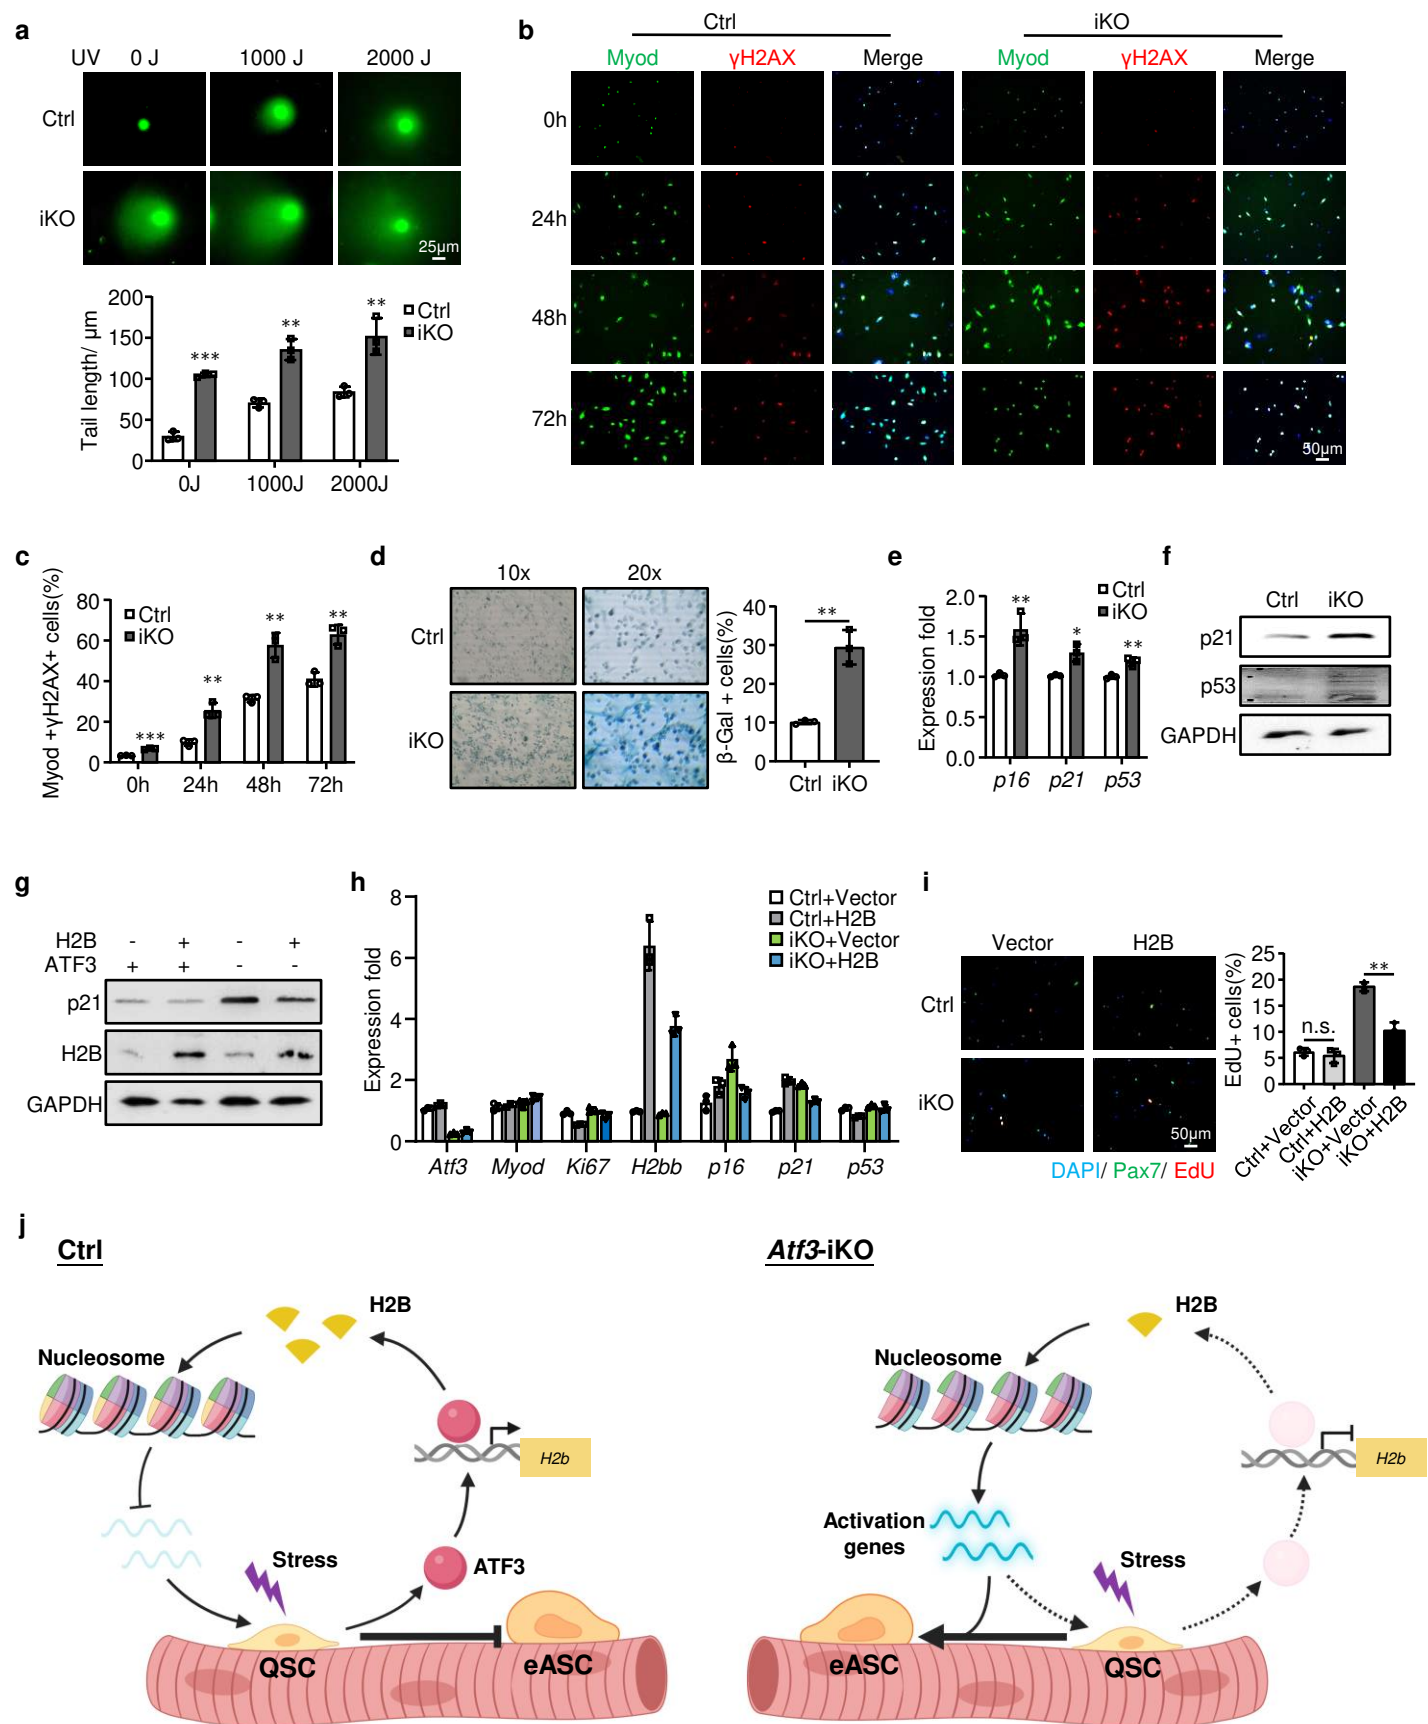 a
UV 0 J 1000 J 2000 J
Ctrl
iKO
25μm
Tail length/ μm
200
150
100
50
0
*** ** **
Ctrl
iKO
0J 1000J 2000J
b
Ctrl iKO
Myod γH2AX Merge Myod γH2AX Merge
0h
24h
48h
72h
50μm
c
Myod +γH2AX+ cells(%)
80
60
40
20
0
Ctrl
iKO
*** ** ** **
0h 24h 48h 72h
d
10x 20x
Ctrl
iKO
β-Gal + cells(%)
40
30
20
10
0
**
Ctrl iKO
e
Expression fold
2.0
1.5
1.0
0.5
0.0
** * **
Ctrl
iKO
p16 p21 p53
f
Ctrl iKO
p21
p53
GAPDH
g
H2B - + - +
ATF3 + + - -
p21
H2B
GAPDH
h
Expression fold
8
6
4
2
0
Ctrl+Vector
Ctrl+H2B
iKO+Vector
iKO+H2B
Atf3 Myod Ki67 H2bb p16 p21 p53
i
Vector H2B
Ctrl
iKO
50μm
DAPI/ Pax7/ EdU
EdU+ cells(%)
25
20
15
10
5
0
n.s. **
Ctrl+Vector
Ctrl+H2B
iKO+Vector
iKO+H2B
j
Ctrl
H2B
Nucleosome
H2b
Stress
ATF3
QSC
eASC
Atf3-iKO
H2B
Nucleosome
H2b
Activation
genes
Stress
eASC
QSC